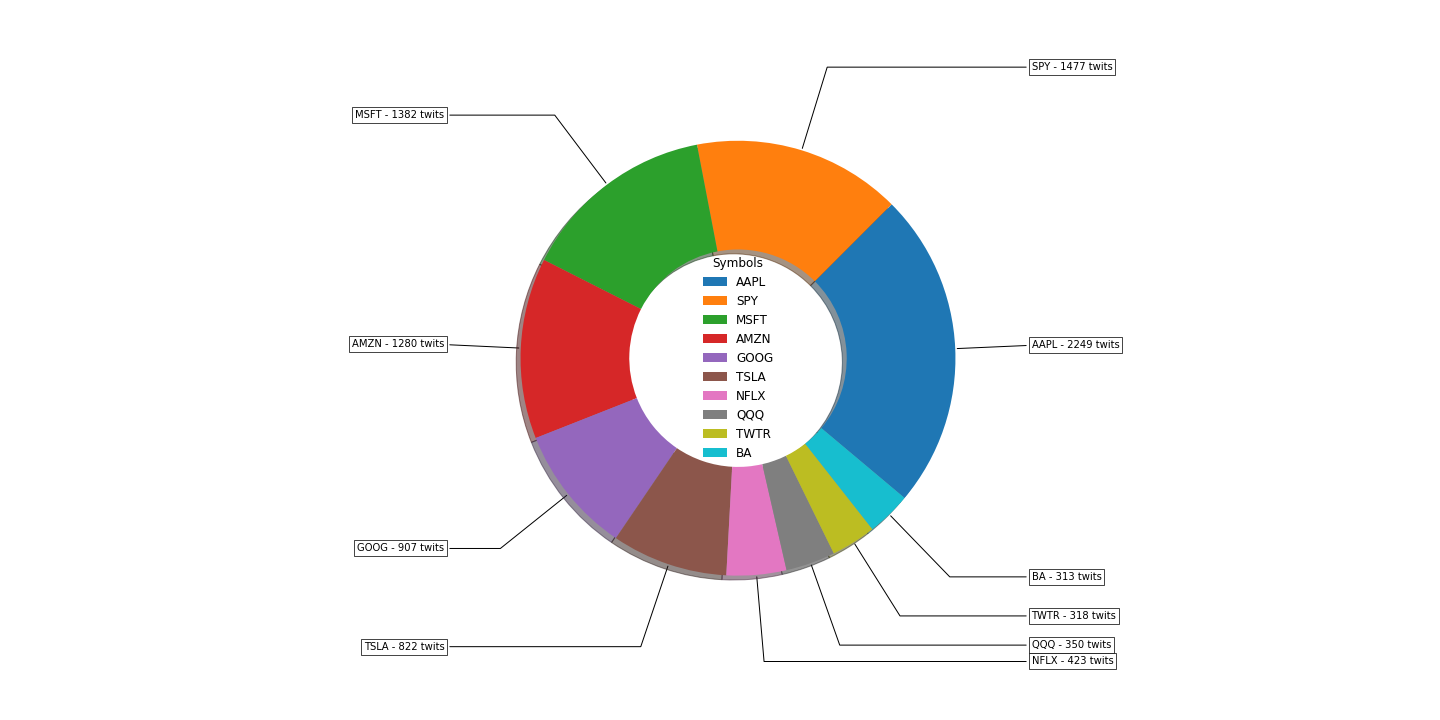 SPY - 1477 twits
MSFT - 1382 twits
Symbols
AAPL
SPY
MSFT
AMZN
GOOG
TSLA
NFLX
QQQ
TWTR
BA
AMZN - 1280 twits
AAPL - 2249 twits
GOOG - 907 twits
BA - 313 twits
TWTR - 318 twits
TSLA - 822 twits
QQQ - 350 twits
NFLX - 423 twits